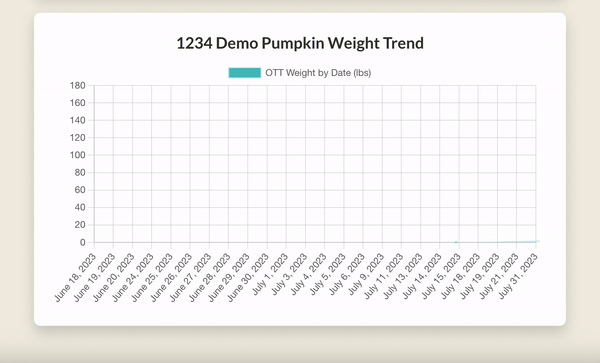 1234 Demo Pumpkin Weight Trend
OTT Weight by Date (lbs)
180
160
140
120
100
80
60
40
20
0
June 18, 2023
June 19, 2023
June 20, 2023
June 24, 2023
June 25, 2023
June 26, 2023
June 27, 2023
June 28, 2023
June 29, 2023
June 30, 2023
July 1, 2023
July 3, 2023
July 4, 2023
July 5, 2023
July 6, 2023
July 9, 2023
July 11, 2023
July 13, 2023
July 14, 2023
July 15, 2023
July 18, 2023
July 19, 2023
July 21, 2023
July 31, 2023